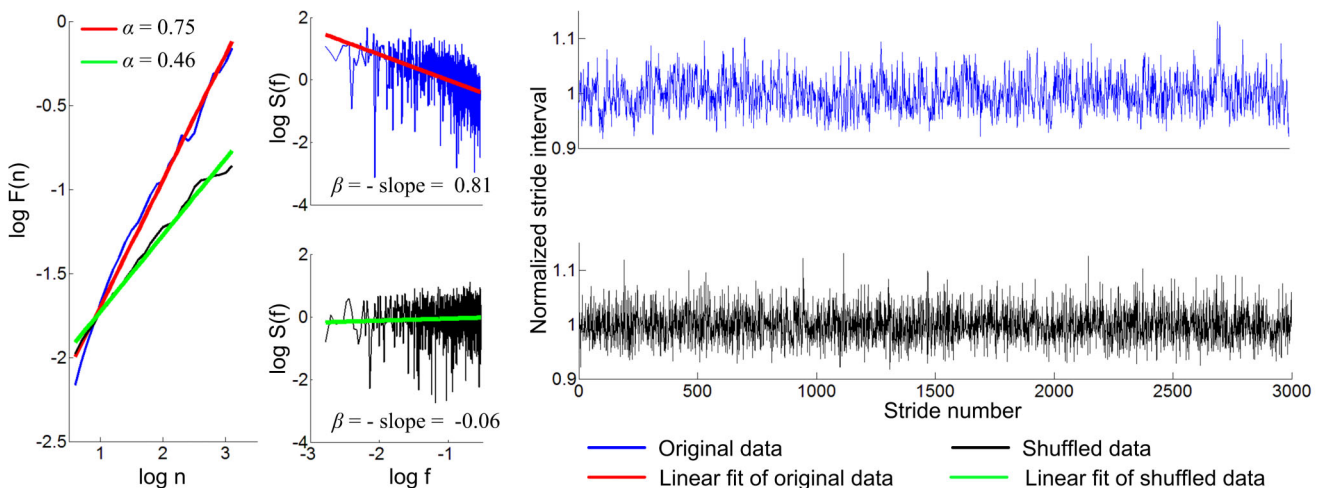 α = 0.75
α = 0.46
0
-0.5
-1
-1.5
-2
-2.5
log F(n)
1 2 3
log n
2
0
-2
-4
log S(f)
β = - slope = 0.81
2
0
-2
-4
log S(f)
β = - slope = -0.06
-3 -2 -1
log f
1.1
1
0.9
Normalized stride interval
1.1
1
0.9
0 500 1000 1500 2000 2500 3000
Stride number
Original data
Shuffled data
Linear fit of original data
Linear fit of shuffled data